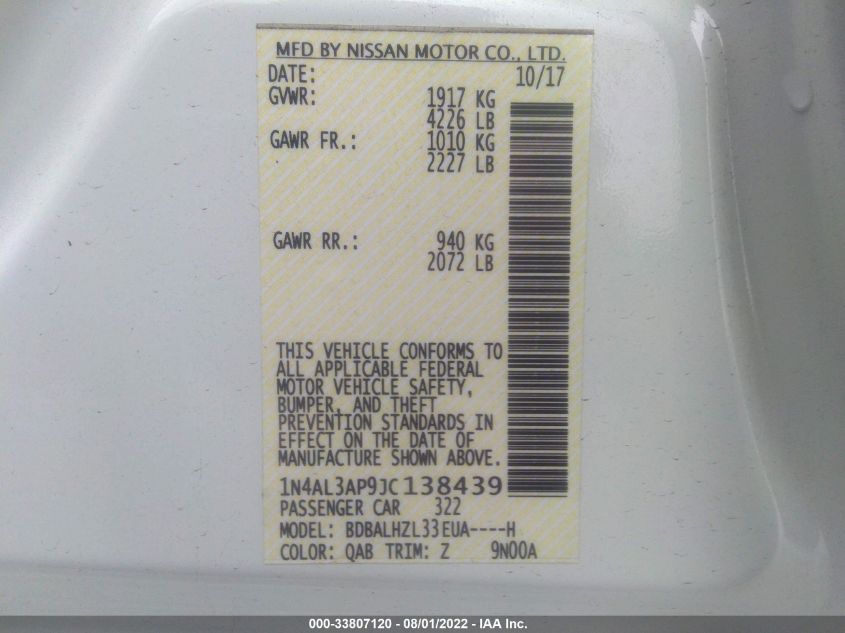 MFD BY NISSAN MOTOR CO., LTD.
DATE: 10/17
GVWR: 1917 KG
4226 LB
GAWR FR.: 1010 KG
2227 LB
GAWR RR.: 940 KG
2072 LB
THIS VEHICLE CONFORMS TO
ALL APPLICABLE FEDERAL
MOTOR VEHICLE SAFETY,
BUMPER, AND THEFT
PREVENTION STANDARDS IN
EFFECT ON THE DATE OF
MANUFACTURE SHOWN ABOVE.
1N4AL3AP9JC138439
PASSENGER CAR 322
MODEL: BDBALHZL33EUA----H
COLOR: QAB TRIM: Z 9N00A
000-33807120 - 08/01/2022 - IAA Inc.